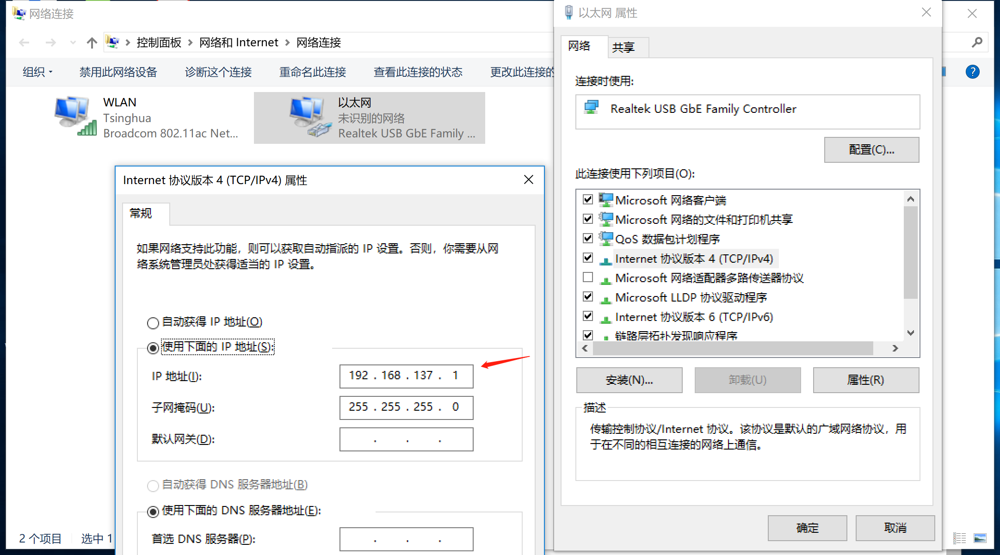 网络连接
控制面板 > 网络和 Internet > 网络连接
组织
禁用此网络设备
诊断这个连接
重命名此连接
查看此连接的状态
更改此连接的
?
WLAN
Tsinghua
Broadcom 802.11ac Net...
以太网
未识别的网络
Realtek USB GbE Family ...
Internet 协议版本 4 (TCP/IPv4) 属性
常规
如果网络支持此功能，则可以获取自动指派的 IP 设置。否则，你需要从网
络系统管理员处获得适当的 IP 设置。
自动获得 IP 地址(O)
使用下面的 IP 地址(S):
IP 地址(I):
192 . 168 . 137 . 1
子网掩码(U):
255 . 255 . 255 . 0
默认网关(D):
. . .
自动获得 DNS 服务器地址(B)
使用下面的 DNS 服务器地址(E):
首选 DNS 服务器(P):
. . .
2 个项目
选中 1
以太网 属性
网络
共享
连接时使用:
Realtek USB GbE Family Controller
配置(C)...
此连接使用下列项目(O):
Microsoft 网络客户端
Microsoft 网络的文件和打印机共享
QoS 数据包计划程序
Internet 协议版本 4 (TCP/IPv4)
Microsoft 网络适配器多路传送器协议
Microsoft LLDP 协议驱动程序
Internet 协议版本 6 (TCP/IPv6)
链路层拓扑发现响应程序
安装(N)...
卸载(U)
属性(R)
描述
传输控制协议/Internet 协议。该协议是默认的广域网络协议，用
于在不同的相互连接的网络上通信。
确定
取消